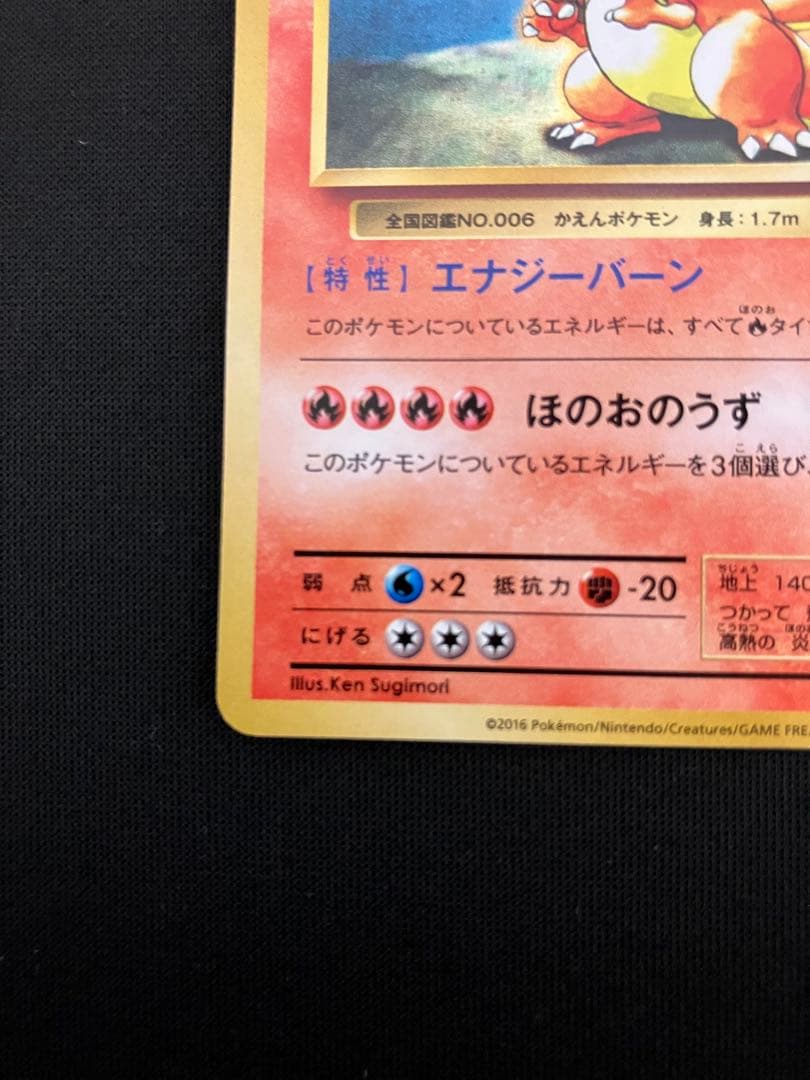 全国図鑑NO.006 かえんポケモン 身長：1.7m
とくせい
【特性】エナジーバーン
ほのお
このポケモンについているエネルギーは、すべてタイ
ほのおのうず
こえら
このポケモンについているエネルギーを3個選び、
弱点 ×2 抵抗力 -20
にげる
ちじょう
地上 140
つかって
こうねつ ほのお
高熱の 炎
Illus.Ken Sugimori
©2016 Pokémon/Nintendo/Creatures/GAME FREA